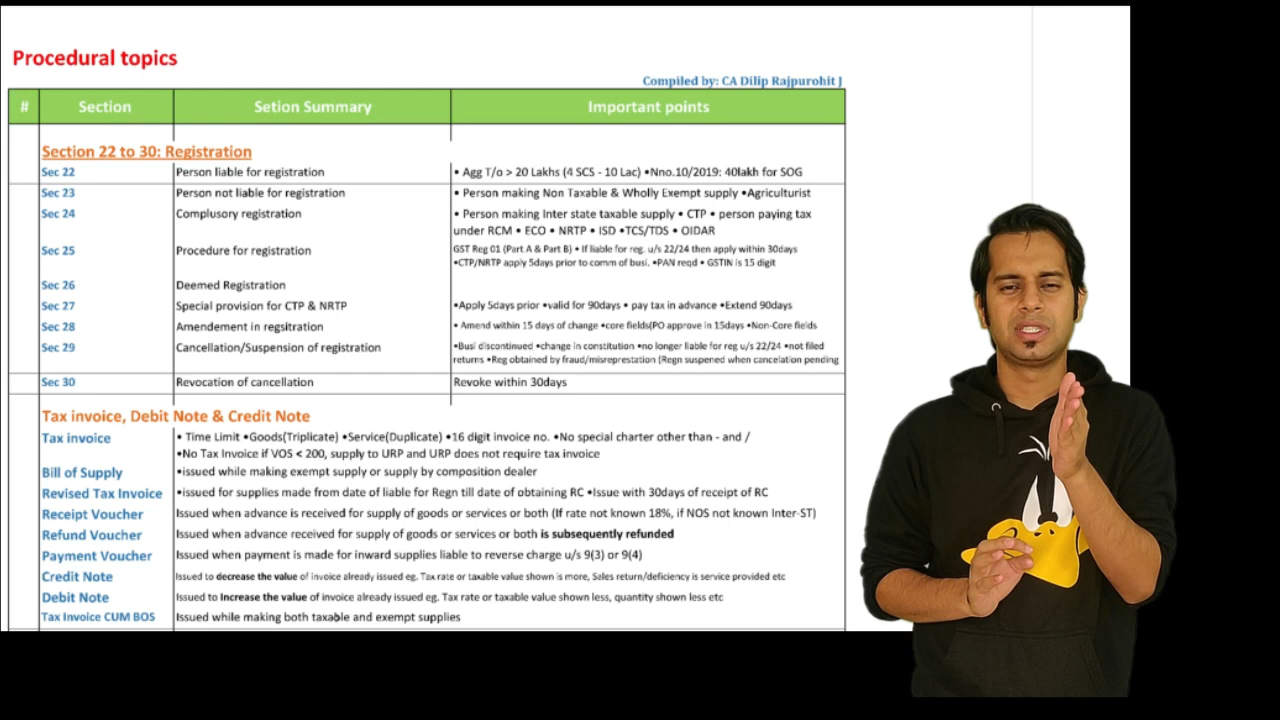 Procedural topics
Compiled by: CA Dilip Rajpurohit J
# Section Setion Summary Important points
Section 22 to 30: Registration
Sec 22 Person liable for registration • Agg T/o > 20 Lakhs (4 SCS - 10 Lac) •Nno.10/2019: 40lakh for SOG
Sec 23 Person not liable for registration • Person making Non Taxable & Wholly Exempt supply •Agriculturist
Sec 24 Complusory registration • Person making Inter state taxable supply • CTP • person paying tax
under RCM • ECO • NRTP • ISD •TCS/TDS • OIDAR
Sec 25 Procedure for registration GST Reg 01 (Part A & Part B) • If liable for reg. u/s 22/24 then apply within 30days
•CTP/NRTP apply 5days prior to comm of busi. •PAN reqd • GSTIN is 15 digit
Sec 26 Deemed Registration
Sec 27 Special provision for CTP & NRTP •Apply 5days prior •valid for 90days • pay tax in advance •Extend 90days
Sec 28 Amendement in regsitration • Amend within 15 days of change •core fields(PO approve in 15days •Non-Core fields
Sec 29 Cancellation/Suspension of registration •Busi discontinued •change in constitution •no longer liable for reg u/s 22/24 •not filed
returns •Reg obtained by fraud/misreprestation (Regn suspened when cancelation pending
Sec 30 Revocation of cancellation Revoke within 30days
Tax invoice, Debit Note & Credit Note
Tax invoice • Time Limit •Goods(Triplicate) •Service(Duplicate) •16 digit invoice no. •No special charter other than - and /
•No Tax Invoice if VOS < 200, supply to URP and URP does not require tax invoice
Bill of Supply •issued while making exempt supply or supply by composition dealer
Revised Tax Invoice •issued for supplies made from date of liable for Regn till date of obtaining RC •Issue with 30days of receipt of RC
Receipt Voucher Issued when advance is received for supply of goods or services or both (If rate not known 18%, if NOS not known Inter-ST)
Refund Voucher Issued when advance received for supply of goods or services or both is subsequently refunded
Payment Voucher Issued when payment is made for inward supplies liable to reverse charge u/s 9(3) or 9(4)
Credit Note Issued to decrease the value of invoice already issued eg. Tax rate or taxable value shown is more, Sales return/deficiency is service provided etc
Debit Note Issued to Increase the value of invoice already issued eg. Tax rate or taxable value shown less, quantity shown less etc
Tax Invoice CUM BOS Issued while making both taxable and exempt supplies